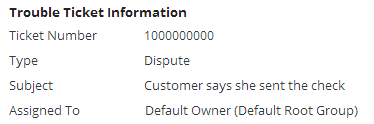 Trouble Ticket Information
Ticket Number 1000000000
Type Dispute
Subject Customer says she sent the check
Assigned To Default Owner (Default Root Group)